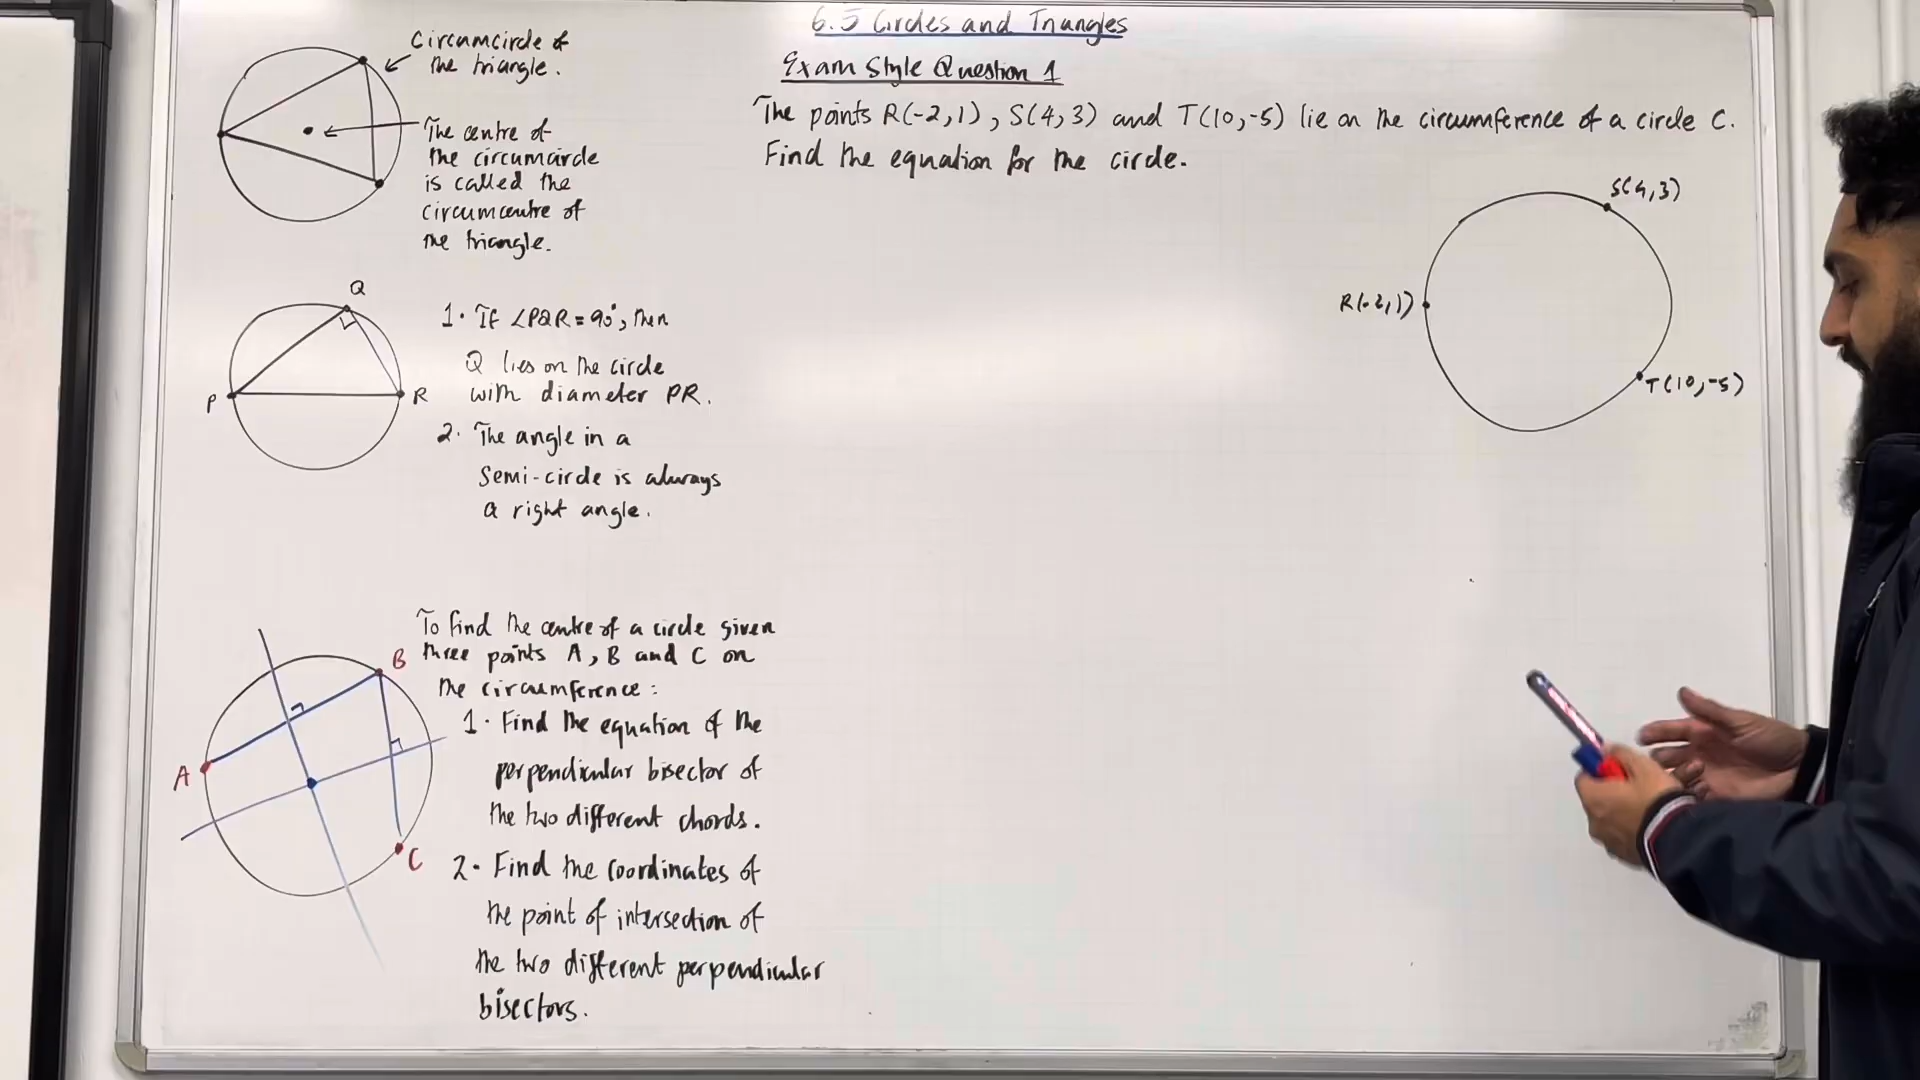 6.5 Circles and Triangles
Exam Style Question 1
The points R(-2,1), S(4,3) and T(10,-5) lie on the circumference of a circle C.
Find the equation for the circle.
S(4,3)
R(-2,1)
T(10,-5)
Circumcircle of
the triangle.
The centre of
the circumcircle
is called the
circumcentre of
the triangle.
Q
P
R
1. If ∠PQR = 90°, then
Q lies on the circle
with diameter PR.
2. The angle in a
semi-circle is always
a right angle.
A
B
C
To find the centre of a circle given
three points A, B and C on
the circumference:
1. Find the equation of the
perpendicular bisector of
the two different chords.
2. Find the coordinates of
the point of intersection of
the two different perpendicular
bisectors.